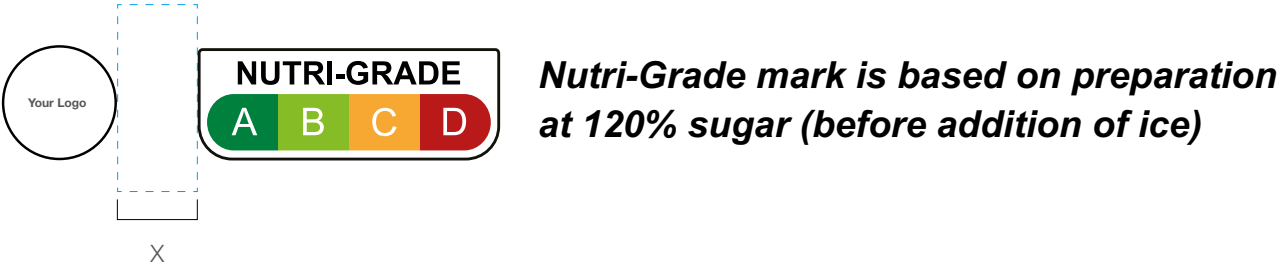 Your Logo
NUTRI-GRADE
A B C D
Nutri-Grade mark is based on preparation
at 120% sugar (before addition of ice)
X